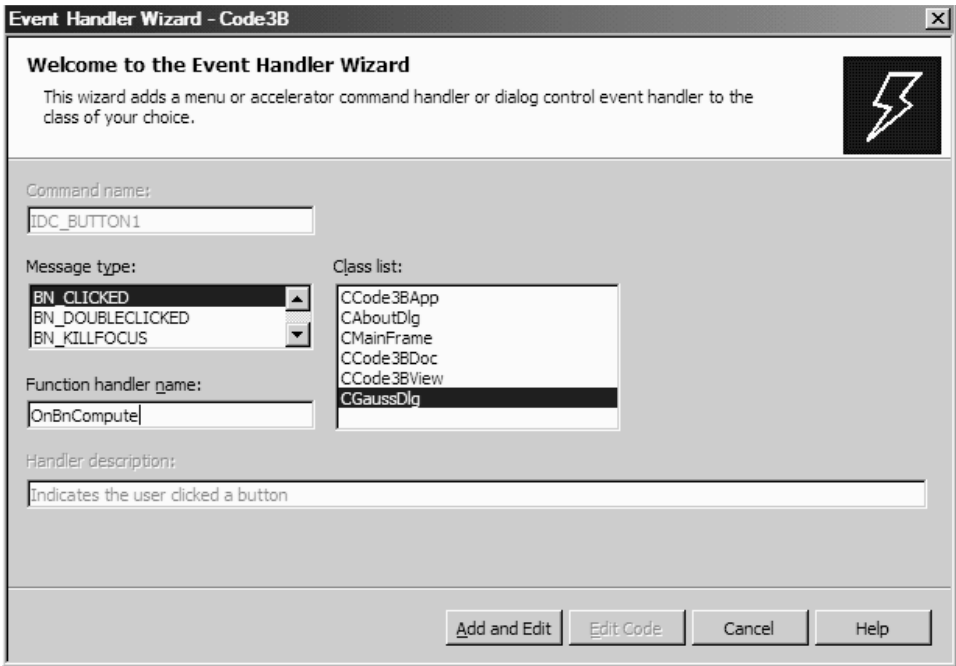 Event Handler Wizard - Code3B
Welcome to the Event Handler Wizard
This wizard adds a menu or accelerator command handler or dialog control event handler to the
class of your choice.
Command name:
IDC_BUTTON1
Message type:
BN_CLICKED
BN_DOUBLECLICKED
BN_KILLFOCUS
Class list:
CCode3BApp
CAboutDlg
CMainFrame
CCode3BDoc
CCode3BView
CGaussDlg
Function handler name:
OnBnCompute
Handler description:
Indicates the user clicked a button
Add and Edit
Edit Code
Cancel
Help